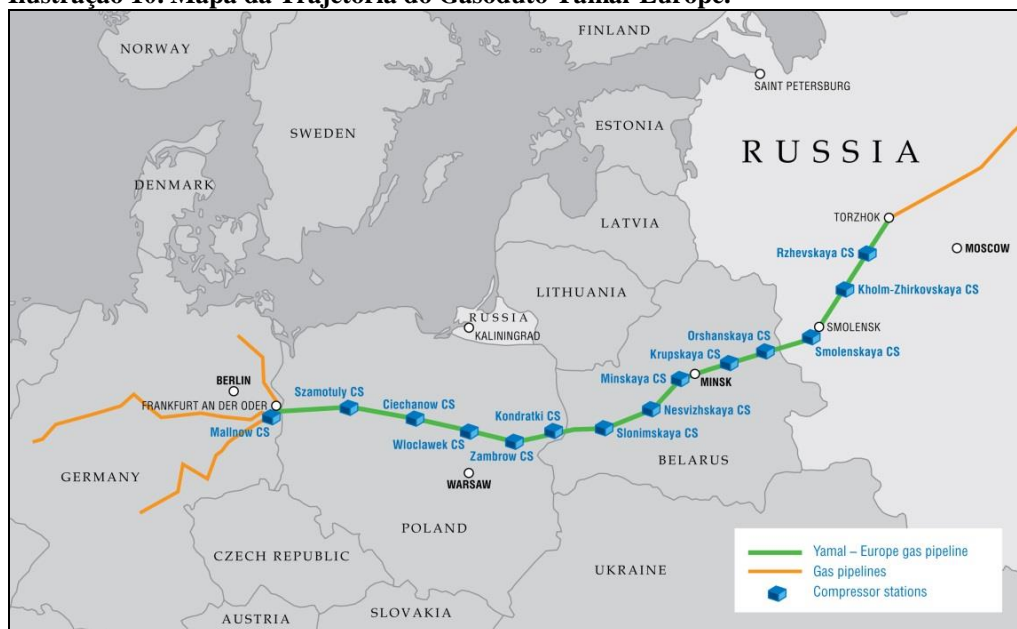 Ilustração 10: Mapa da Trajetória do Gasoduto Yamal-Europe.
NORWAY
FINLAND
SAINT PETERSBURG
SWEDEN
ESTONIA
RUSSIA
DENMARK
LATVIA
TORZHOK
Rzhevskaya CS
MOSCOW
LITHUANIA
Kholm-Zhirkovskaya CS
RUSSIA
KALININGRAD
SMOLENSK
Orshanskaya CS
Smolenskaya CS
Krupskaya CS
BERLIN
Szamotuly CS
Minskaya CS
MINSK
FRANKFURT AN DER ODER
Ciechanow CS
Kondratki CS
Nesvizhskaya CS
Mallnow CS
Wloclawek CS
Slonimskaya CS
Zambrow CS
BELARUS
GERMANY
WARSAW
POLAND
CZECH REPUBLIC
UKRAINE
SLOVAKIA
AUSTRIA
Yamal – Europe gas pipeline
Gas pipelines
Compressor stations